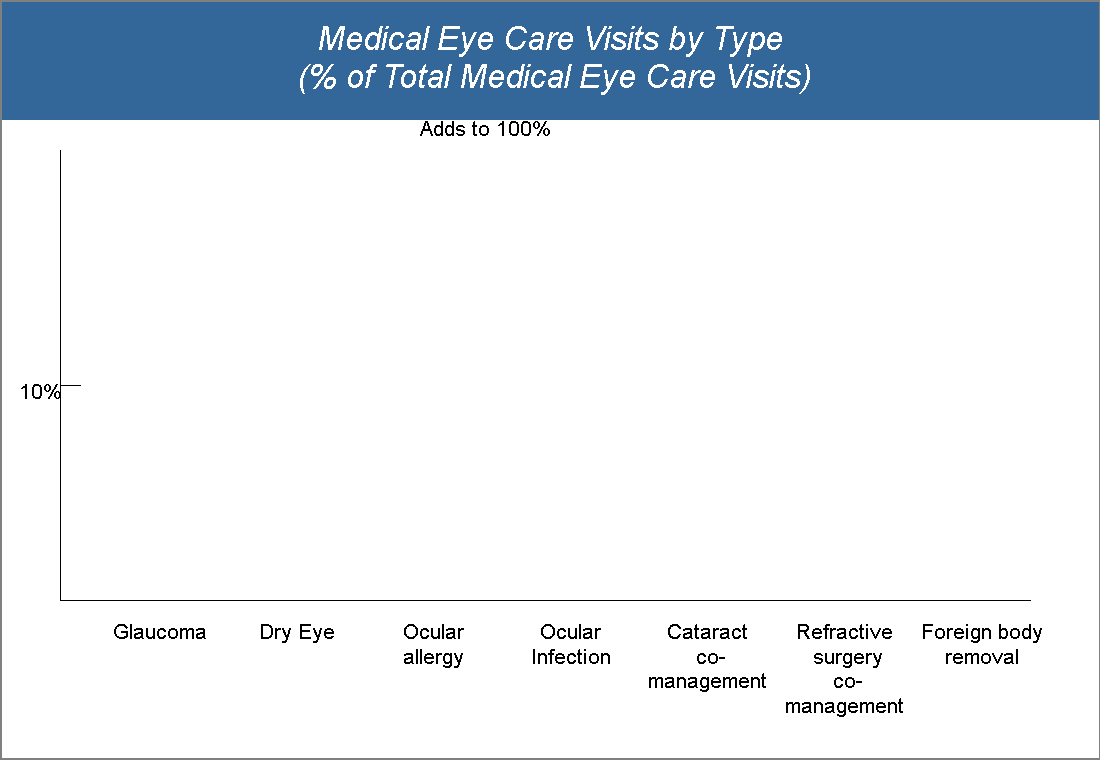 Medical Eye Care Visits by Type
(% of Total Medical Eye Care Visits)
Adds to 100%
10%
Glaucoma
Dry Eye
Ocular
allergy
Ocular
Infection
Cataract
co-
management
Refractive
surgery
co-
management
Foreign body
removal